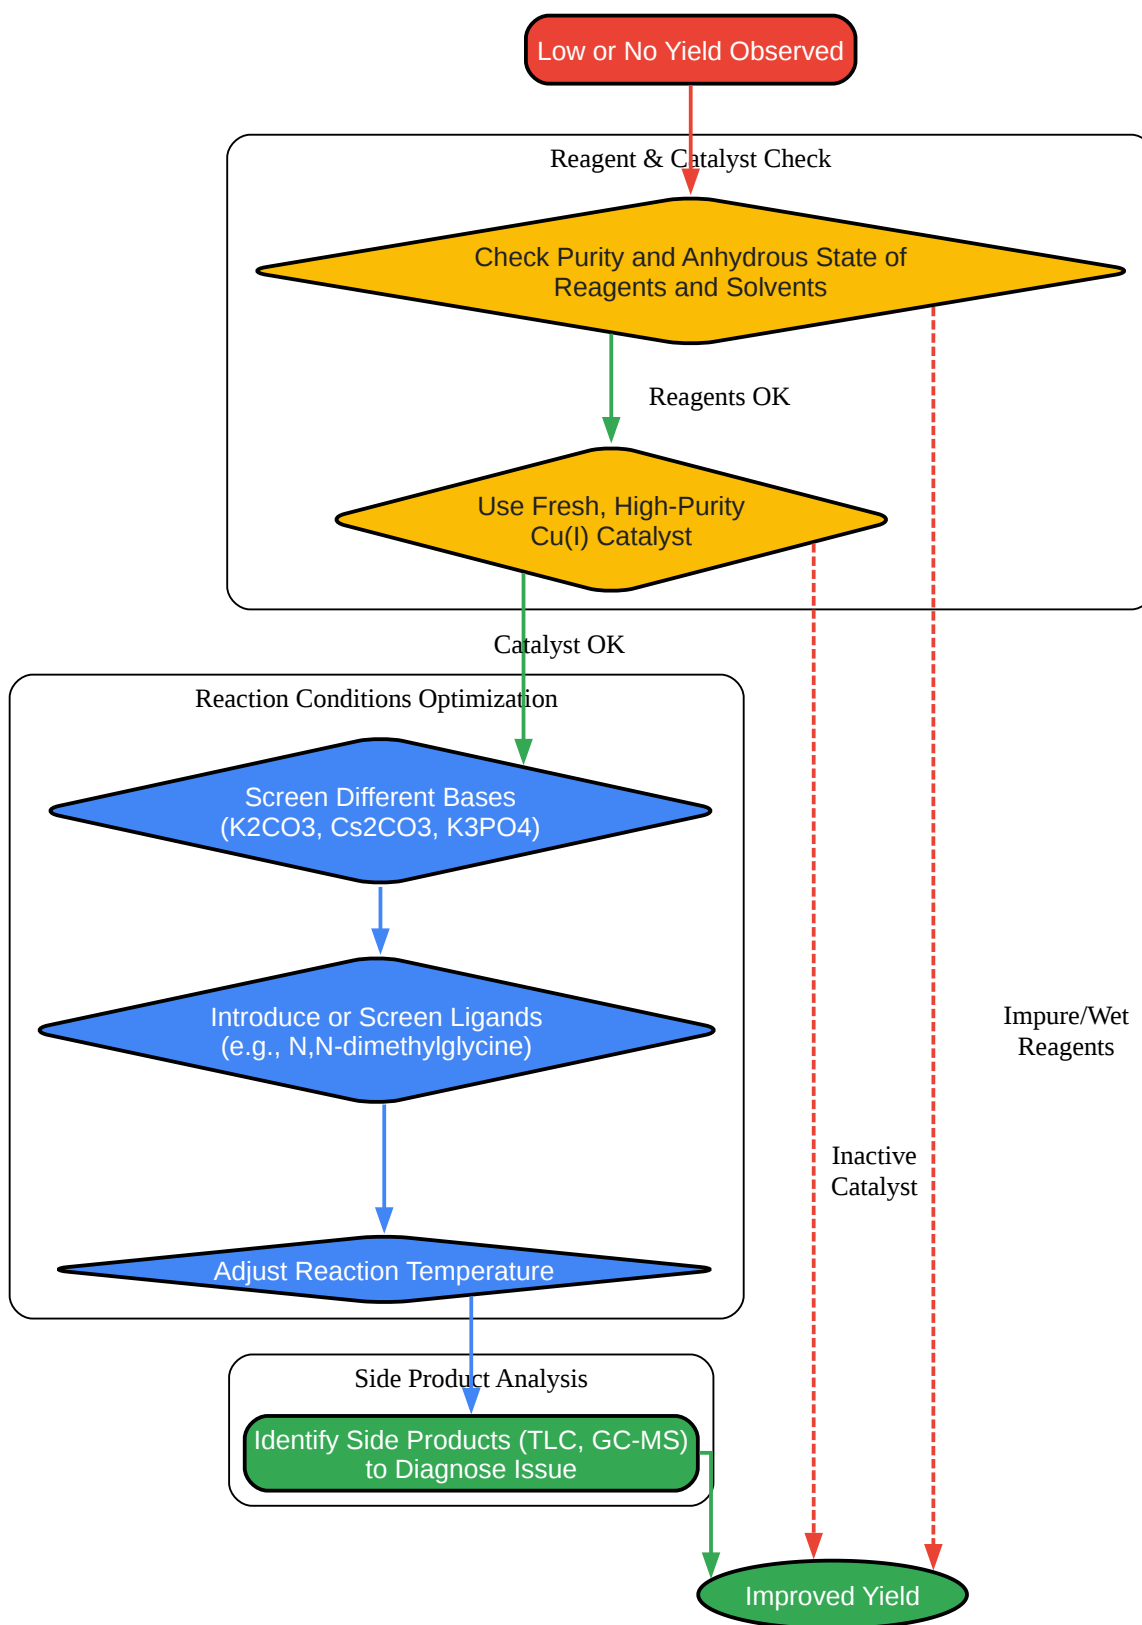 Low or No Yield Observed
Reagent & Catalyst Check
Check Purity and Anhydrous State of
Reagents and Solvents
Reagents OK
Use Fresh, High-Purity
Cu(I) Catalyst
Catalyst OK
Reaction Conditions Optimization
Screen Different Bases
(K2CO3, Cs2CO3, K3PO4)
Introduce or Screen Ligands
(e.g., N,N-dimethylglycine)
Impure/Wet
Reagents
Inactive
Catalyst
Adjust Reaction Temperature
Side Product Analysis
Identify Side Products (TLC, GC-MS)
to Diagnose Issue
Improved Yield